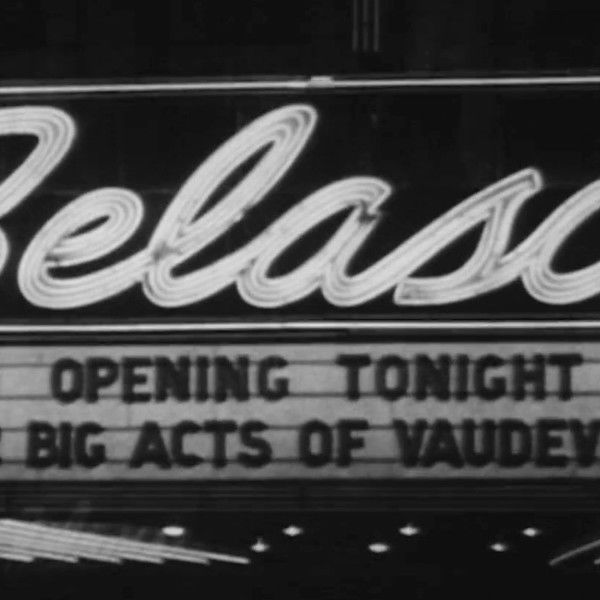 Belasc
OPENING TONIGHT
BIG ACTS OF VAUDEV